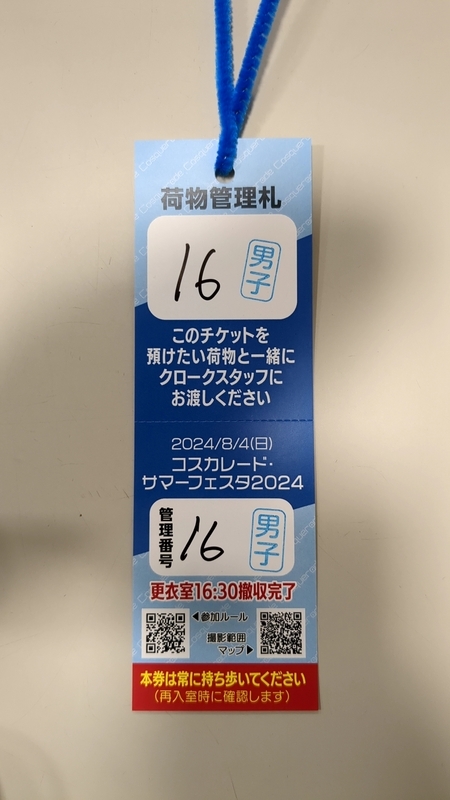 荷物管理札
16
男子
このチケットを
預けたい荷物と一緒に
クロークスタッフに
お渡しください
2024/8/4(日)
コスカレード・
サマーフェスタ2024
管理番号
16
男子
更衣室16:30撤収完了
◀参加ルール
撮影範囲
マップ▶
本券は常に持ち歩いてください
(再入室時に確認します)